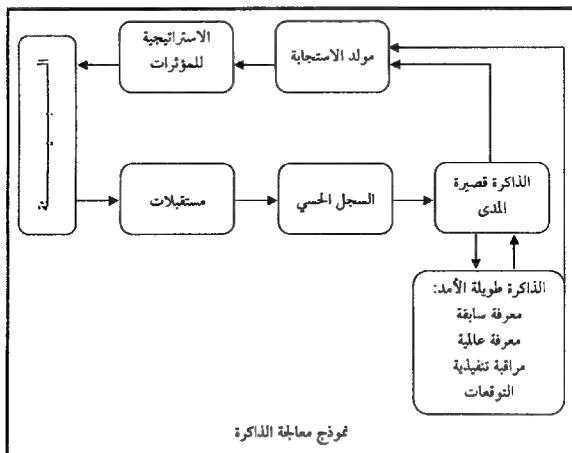 مولد الاستجابة
الاستراتيجية
للمؤثرات
مستقبلات
السجل الحسي
الذاكرة قصيرة
المدى
الذاكرة طويلة الأمد:
معرفة سابقة
معرفة عالمية
مراقبة تنفيذية
التوقعات
نموذج معالجة الذاكرة